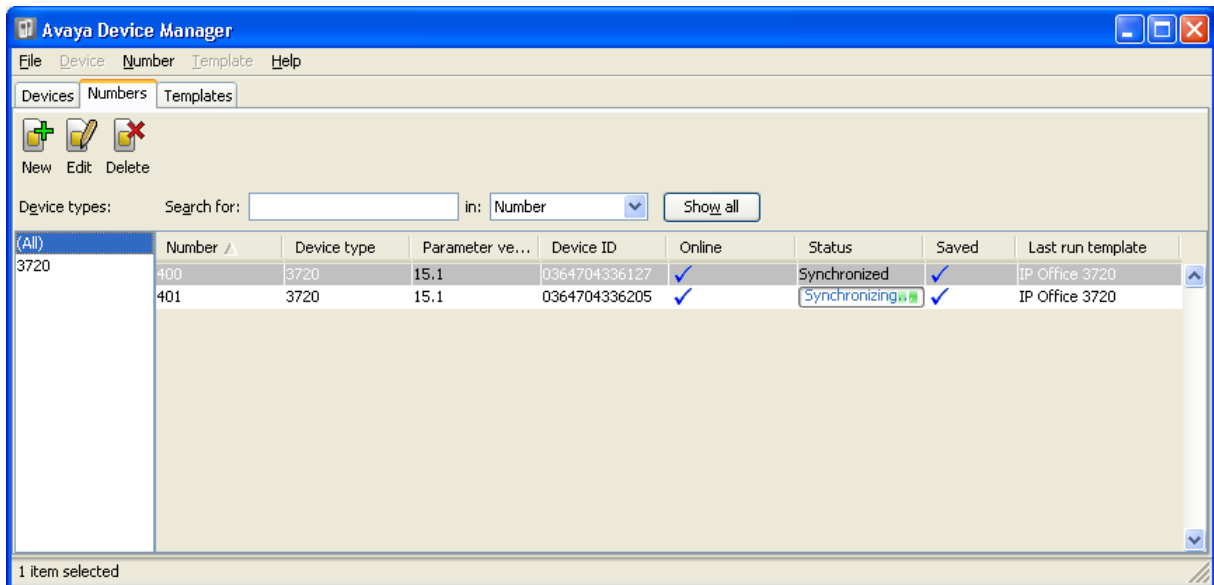 Avaya Device Manager
File Device Number Template Help
Devices Numbers Templates
New Edit Delete
Device types: Search for: in: Number Show all
(All)
3720
Number Device type Parameter ve... Device ID Online Status Saved Last run template
400 3720 15.1 0364704336127 Synchronized IP Office 3720
401 3720 15.1 0364704336205 Synchronizing... IP Office 3720
1 item selected